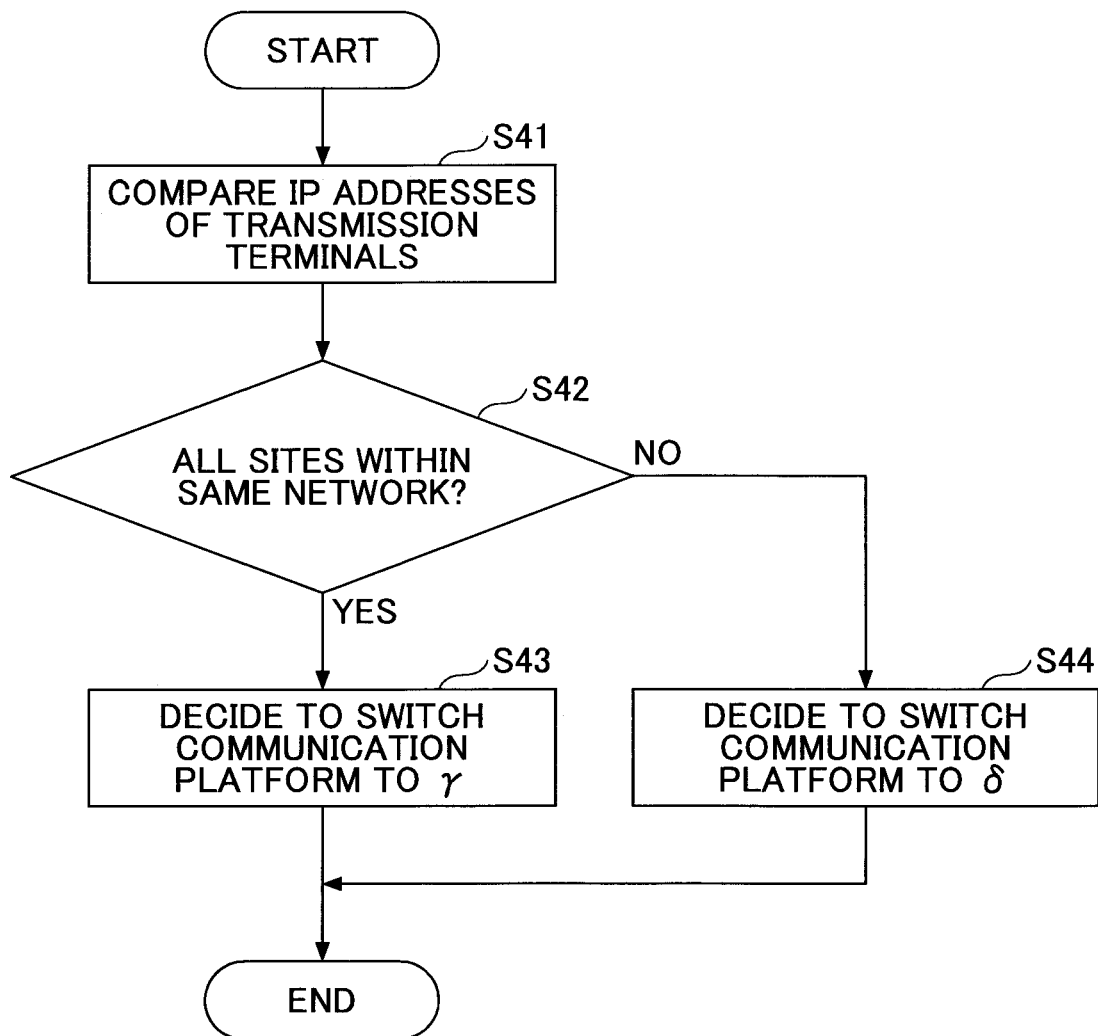 START
S41
COMPARE IP ADDRESSES
OF TRANSMISSION
TERMINALS
S42
ALL SITES WITHIN
SAME NETWORK?
NO
YES
S43
DECIDE TO SWITCH
COMMUNICATION
PLATFORM TO γ
S44
DECIDE TO SWITCH
COMMUNICATION
PLATFORM TO δ
END